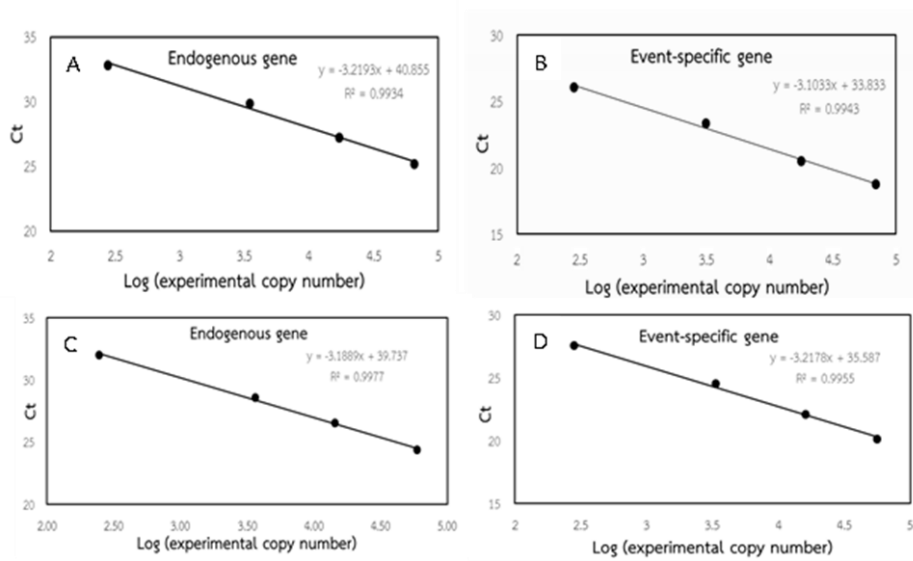 A
Endogenous gene
y = -3.2193x + 40.855
R² = 0.9934
Ct
35
30
25
20
2
2.5
3
3.5
4
4.5
5
Log (experimental copy number)
B
Event-specific gene
y = -3.1033x + 33.833
R² = 0.9943
Ct
30
25
20
15
2
2.5
3
3.5
4
4.5
5
Log (experimental copy number)
C
Endogenous gene
y = -3.1889x + 39.737
R² = 0.9977
Ct
35
30
25
20
2.00
2.50
3.00
3.50
4.00
4.50
5.00
Log (experimental copy number)
D
Event-specific gene
y = -3.2178x + 35.587
R² = 0.9955
Ct
30
25
20
15
2
2.5
3
3.5
4
4.5
5
Log (experimental copy number)